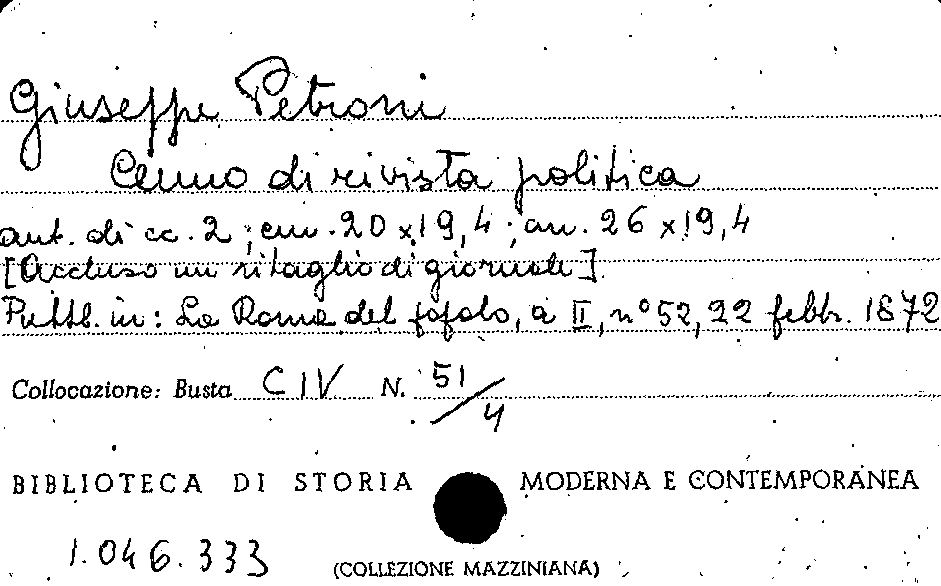 Giuseppe Petroni
Cenno di rivista politica
aut. di cc. 2 ; cm. 20 x 19,4 ; cm. 26 x 19,4
[Accluso un ritaglio di giornale]
Pubbl. in: La Roma del popolo, a II, n° 52, 22 febbr. 1872
Collocazione: Busta CIV N. 51/4
BIBLIOTECA DI STORIA MODERNA E CONTEMPORANEA
1.046.333
(COLLEZIONE MAZZINIANA)